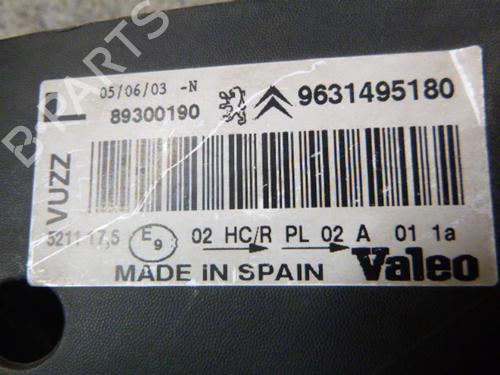 05/06/03 -N
89300190
9631495180
VUZZ
5211 17,5 E9 02 HC/R PL 02 A 01 1a
MADE IN SPAIN
Valeo
B-PARTS